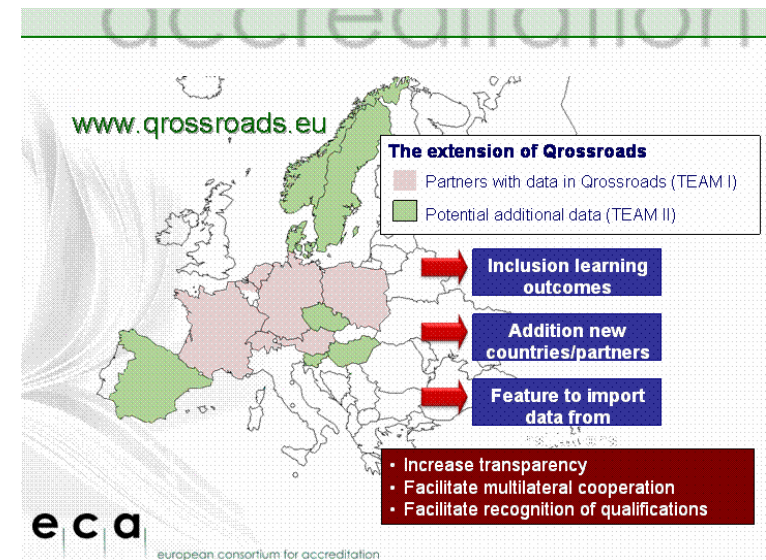 accreditation
www.qrossroads.eu
The extension of Qrossroads
Partners with data in Qrossroads (TEAM I)
Potential additional data (TEAM II)
Inclusion learning
outcomes
Addition new
countries/partners
Feature to import
data from
• Increase transparency
• Facilitate multilateral cooperation
• Facilitate recognition of qualifications
e c a
european consortium for accreditation